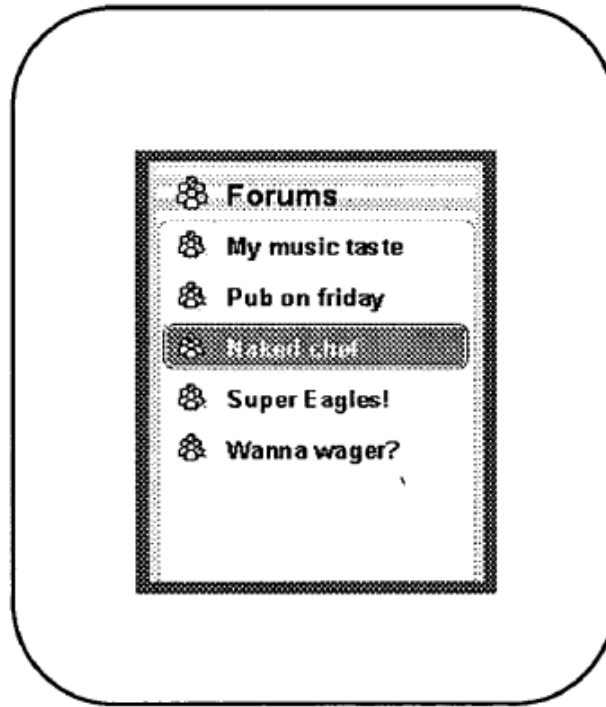 Forums
My music taste
Pub on friday
Naked chef
Super Eagles!
Wanna wager?